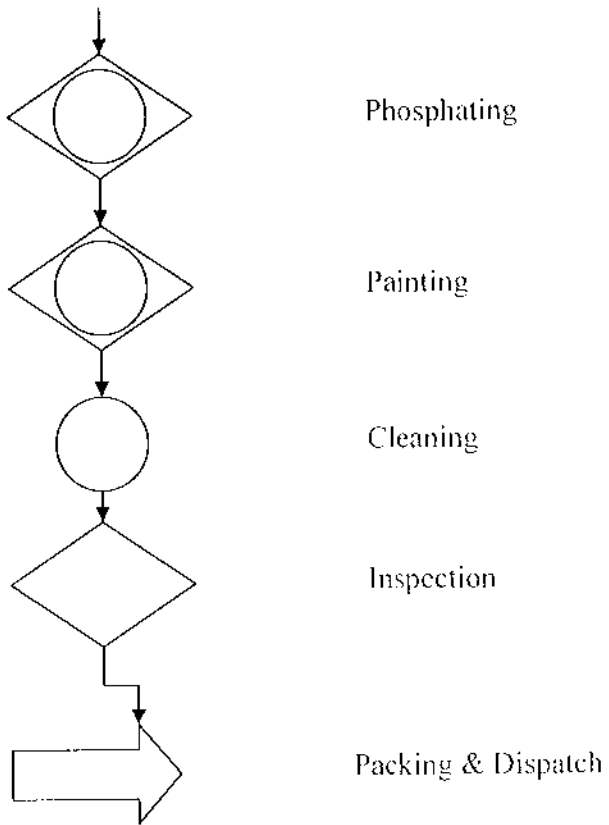 Phosphating
Painting
Cleaning
Inspection
Packing & Dispatch